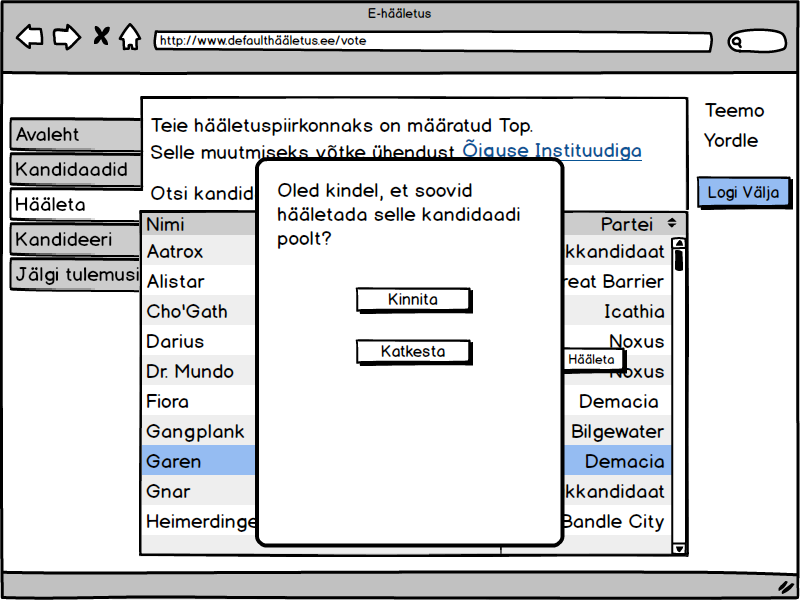 E-hääletus
http://www.defaulthääletus.ee/vote
Teemo
Yordle
Logi Välja
Avaleht
Kandidaadid
Hääleta
Kandideeri
Jälgi tulemusi
Teie hääletuspiirkonnaks on määratud Top.
Selle muutmiseks võtke ühendust Õiguse Instituudiga
Otsi kandid
Oled kindel, et soovid
hääletada selle kandidaadi
poolt?
Kinnita
Katkesta
Nimi Partei
Aatrox kkandidaat
Alistar reat Barrier
Cho'Gath Icathia
Darius Noxus
Hääleta
Dr. Mundo Noxus
Fiora Demacia
Gangplank Bilgewater
Garen Demacia
Gnar kkandidaat
Heimerdinge Bandle City